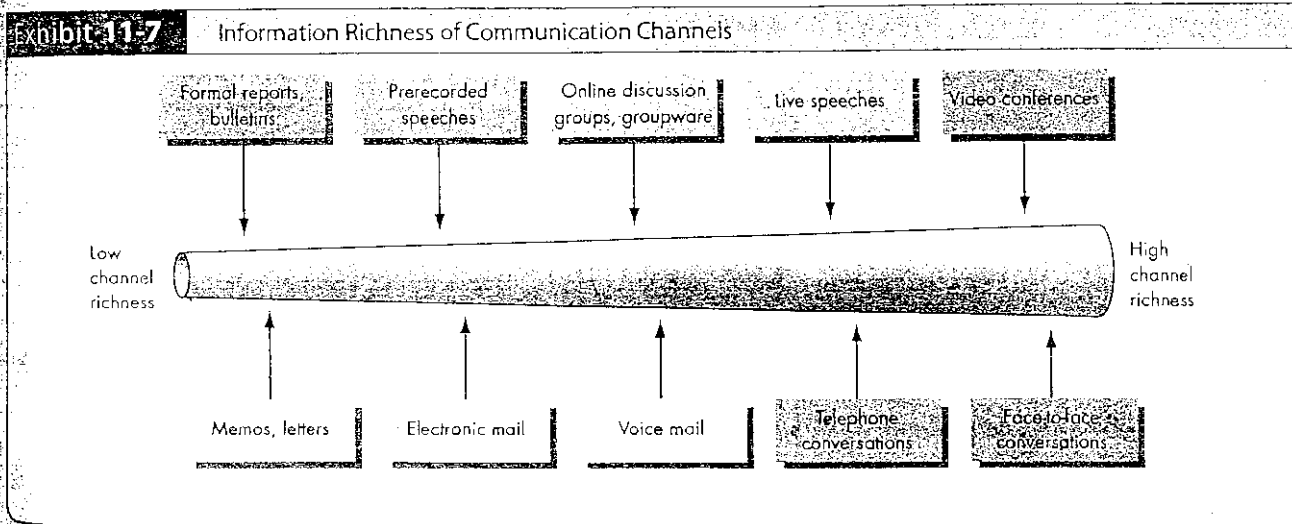 Exhibit 11-7 Information Richness of Communication Channels
Formal reports,
bulletins
Prerecorded
speeches
Online discussion
groups, groupware
Live speeches
Video conferences
Low
channel
richness
High
channel
richness
Memos, letters
Electronic mail
Voice mail
Telephone
conversations
Face-to-face
conversations